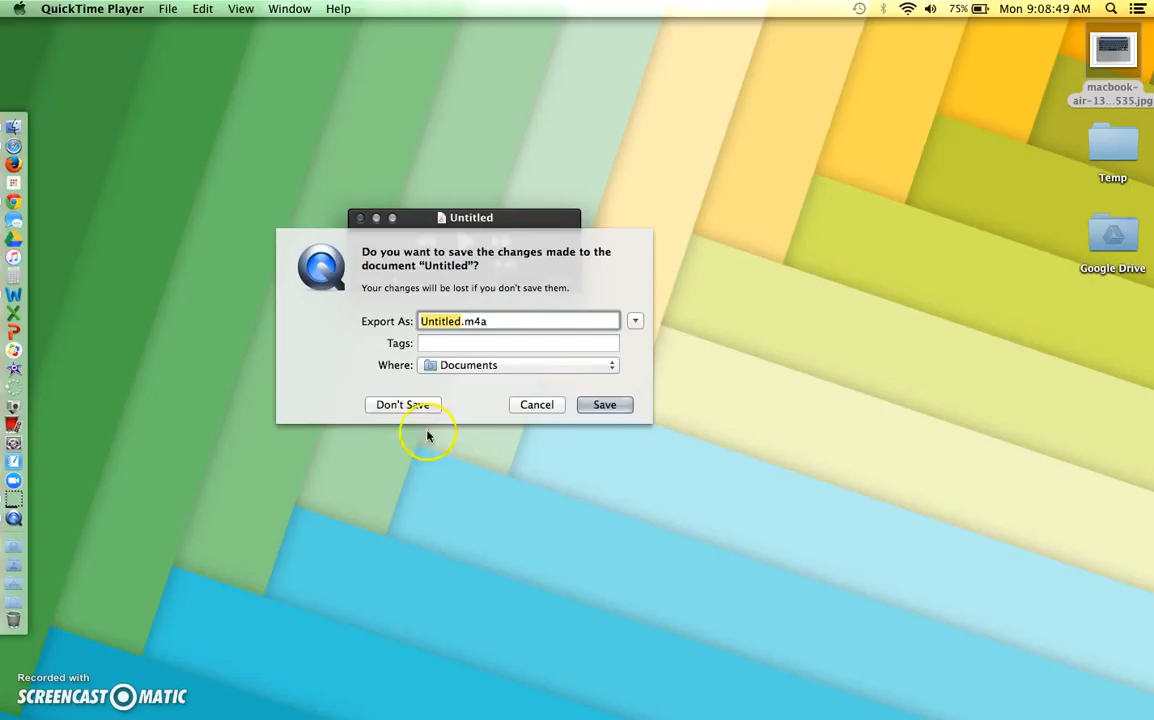 QuickTime Player File Edit View Window Help 75% Mon 9:08:49 AM
macbook-
air-13...535.jpg
Temp
Google Drive
Untitled
Do you want to save the changes made to the
document “Untitled”?
Your changes will be lost if you don't save them.
Export As: Untitled.m4a
Tags:
Where: Documents
Don't Save Cancel Save
Recorded with
SCREENCAST-O-MATIC